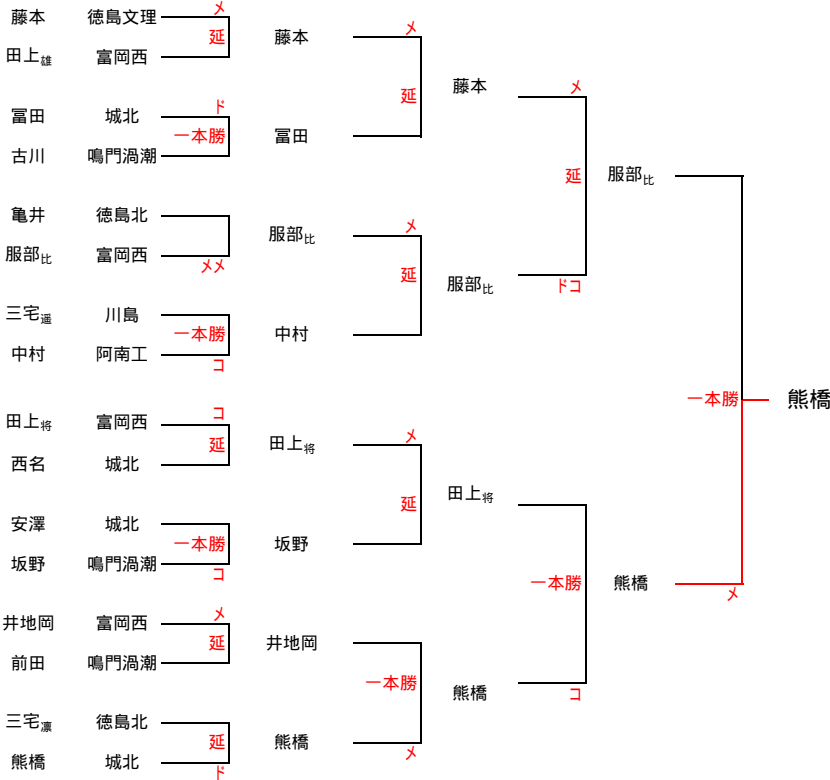 メ
藤本 徳島文理
延 藤本 メ
田上雄 富岡西
藤本 メ
ド 延
冨田 城北
一本勝 冨田
古川 鳴門渦潮
延 服部比
亀井 徳島北
服部比 メ
服部比 富岡西
メメ 延 服部比 ドコ
三宅遥 川島
一本勝 中村
中村 阿南工
コ
一本勝 熊橋
コ
田上将 富岡西
延 田上将 メ
西名 城北
田上将
延
安澤 城北
一本勝 坂野
坂野 鳴門渦潮
コ 一本勝 熊橋 メ
メ
井地岡 富岡西
延 井地岡
前田 鳴門渦潮
一本勝 熊橋 コ
三宅凛 徳島北
延 熊橋 メ
熊橋 城北
ド